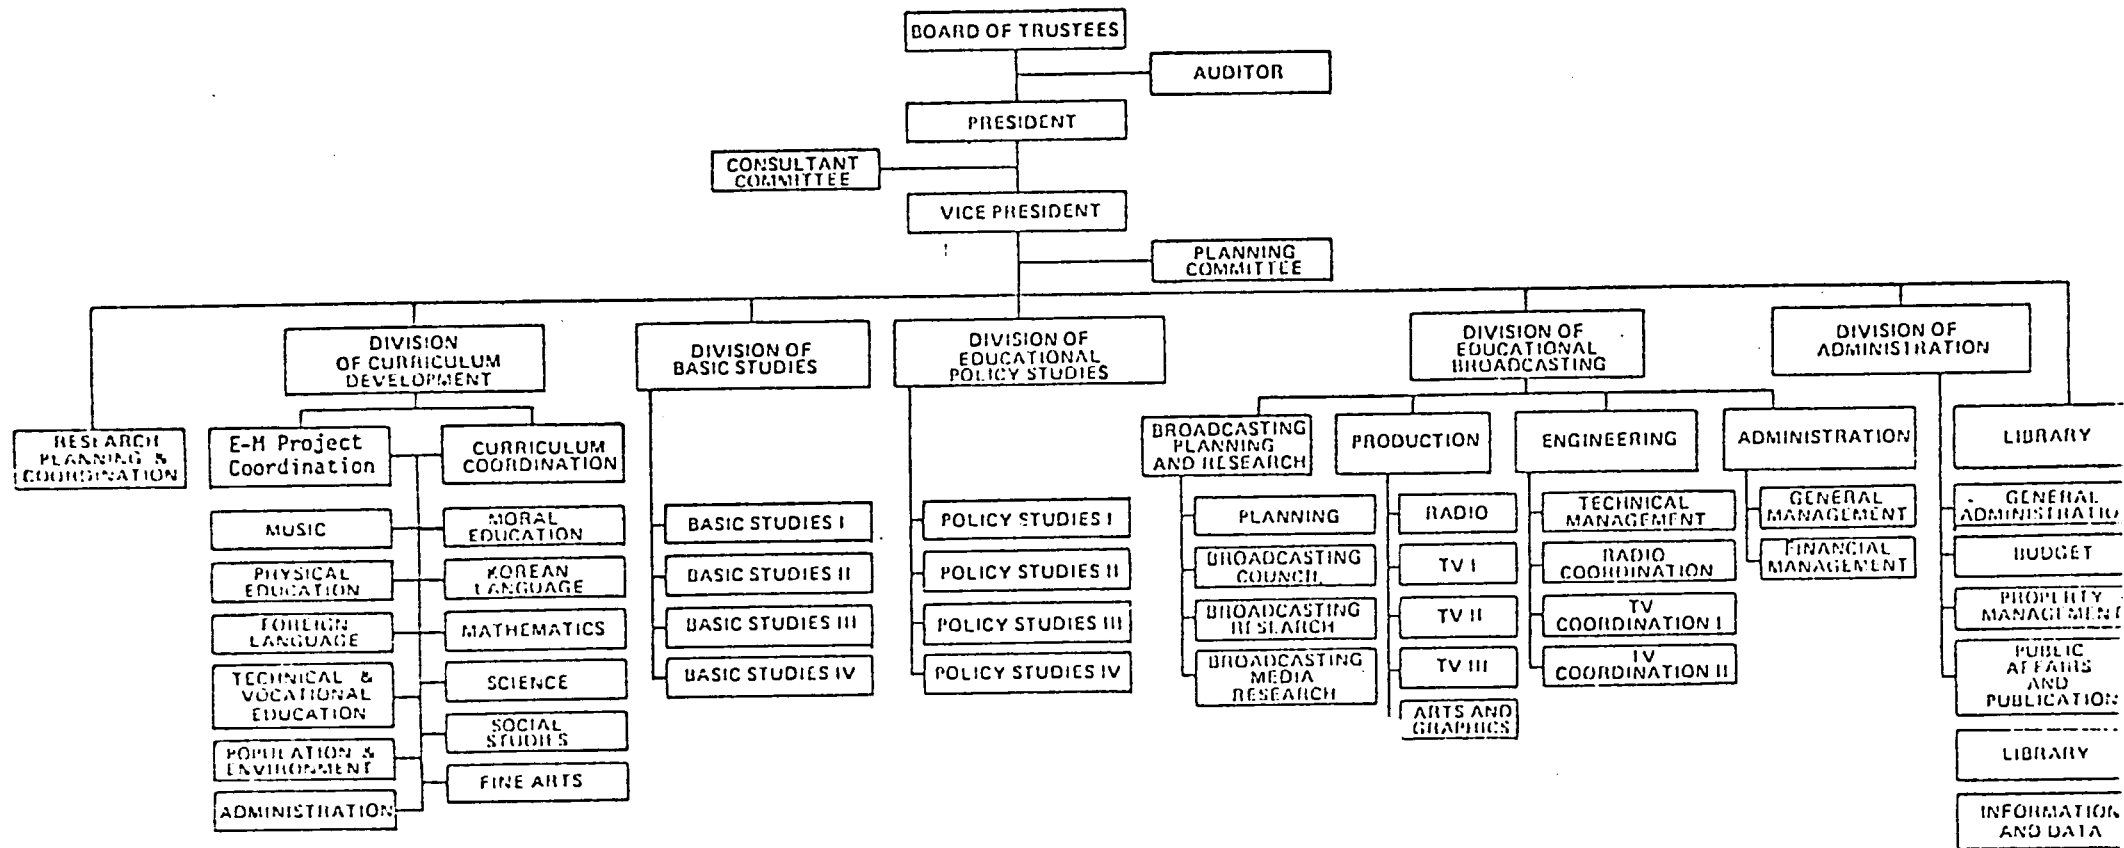 BOARD OF TRUSTEES
AUDITOR
PRESIDENT
CONSULTANT
COMMITTEE
VICE PRESIDENT
PLANNING
COMMITTEE
RESEARCH
PLANNING &
COORDINATION
DIVISION
OF CURRICULUM
DEVELOPMENT
E-M Project
Coordination
CURRICULUM
COORDINATION
MUSIC
MORAL
EDUCATION
PHYSICAL
EDUCATION
KOREAN
LANGUAGE
FOREIGN
LANGUAGE
MATHEMATICS
TECHNICAL &
VOCATIONAL
EDUCATION
SCIENCE
SOCIAL
STUDIES
POPULATION &
ENVIRONMENT
FINE ARTS
ADMINISTRATION
DIVISION OF
BASIC STUDIES
BASIC STUDIES I
BASIC STUDIES II
BASIC STUDIES III
BASIC STUDIES IV
DIVISION OF
EDUCATIONAL
POLICY STUDIES
POLICY STUDIES I
POLICY STUDIES II
POLICY STUDIES III
POLICY STUDIES IV
DIVISION OF
EDUCATIONAL
BROADCASTING
BROADCASTING
PLANNING
AND RESEARCH
PLANNING
BROADCASTING
COUNCIL
BROADCASTING
RESEARCH
BROADCASTING
MEDIA
RESEARCH
PRODUCTION
RADIO
TV I
TV II
TV III
ARTS AND
GRAPHICS
ENGINEERING
TECHNICAL
MANAGEMENT
RADIO
COORDINATION
TV
COORDINATION I
TV
COORDINATION II
ADMINISTRATION
GENERAL
MANAGEMENT
FINANCIAL
MANAGEMENT
DIVISION OF
ADMINISTRATION
LIBRARY
GENERAL
ADMINISTRATIO
BUDGET
PROPERTY
MANAGEMENT
PUBLIC
AFFAIRS
AND
PUBLICATION
LIBRARY
INFORMATION
AND DATA